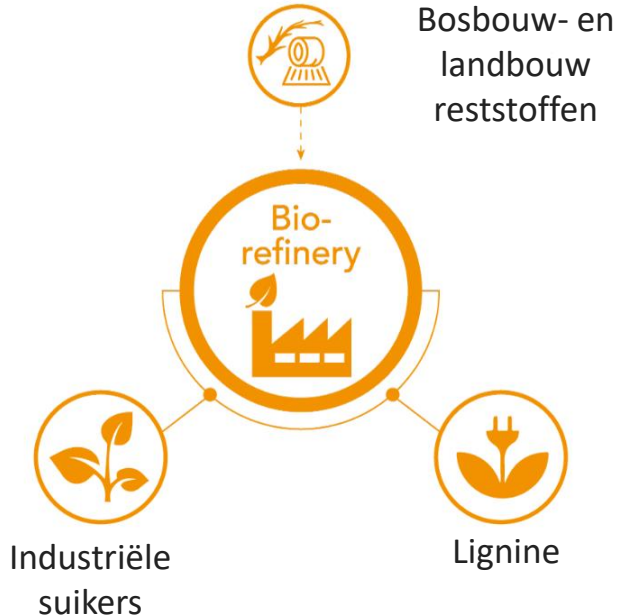 Bosbouw- en
landbouw
reststoffen
Bio-
refinery
Industriële
suikers
Lignine